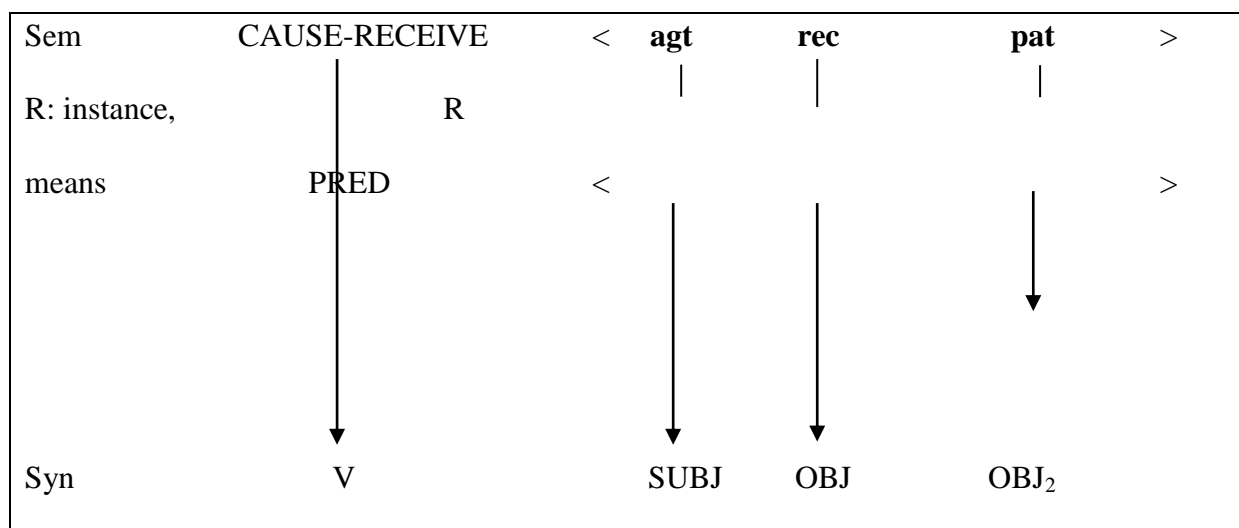 Sem CAUSE-RECEIVE < agt rec pat >
R: instance, R
means PRED < >
Syn V SUBJ OBJ OBJ₂